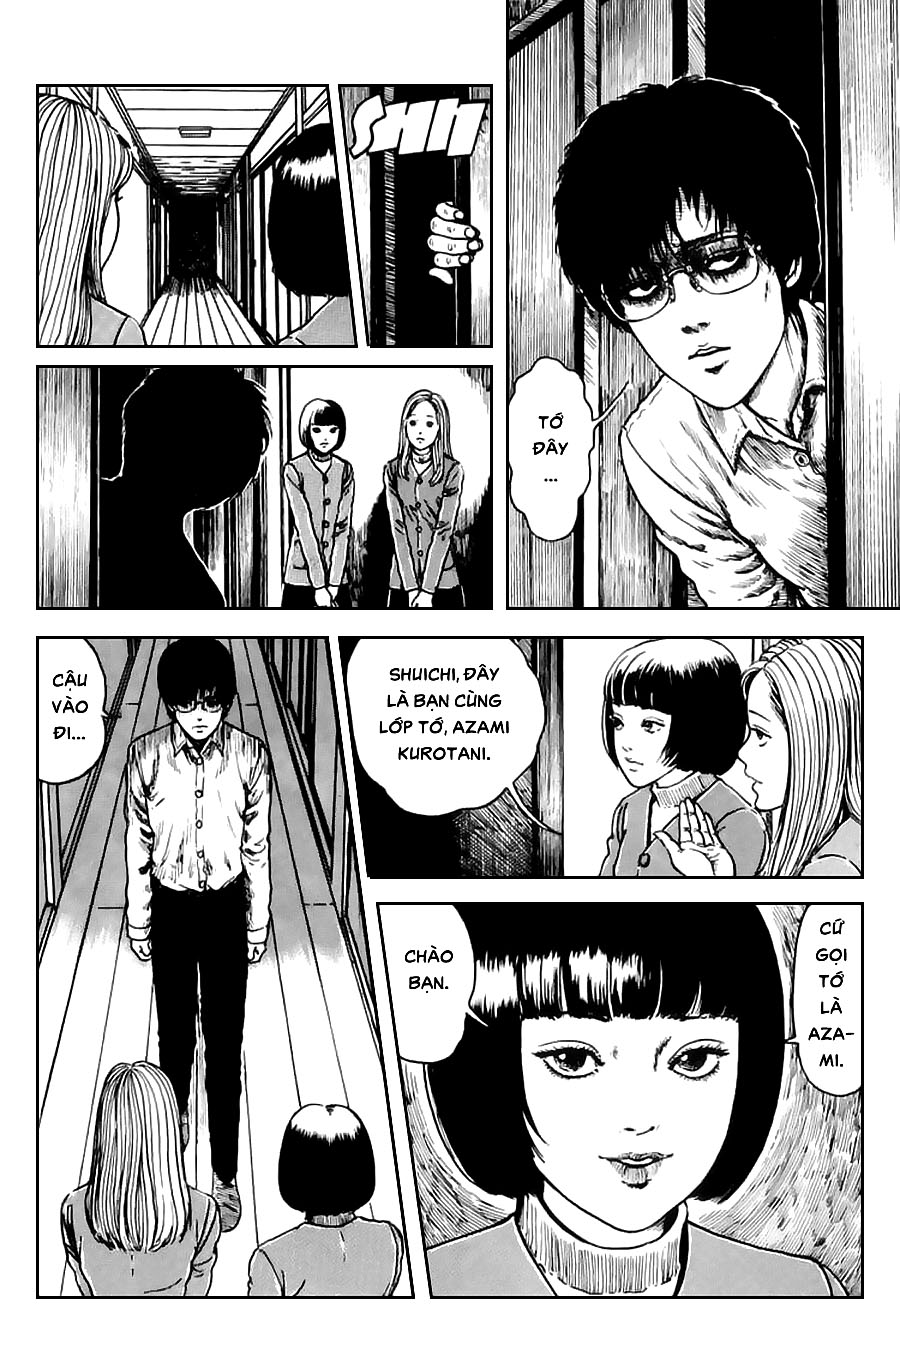 SHH
TỚ
ĐÂY
...
CẬU
VÀO
ĐI...
SHUICHI, ĐÂY
LÀ BẠN CÙNG
LỚP TỚ, AZAMI
KUROTANI.
CHÀO
BẠN.
CỨ
GỌI
TỚ
LÀ
AZA-
MI.